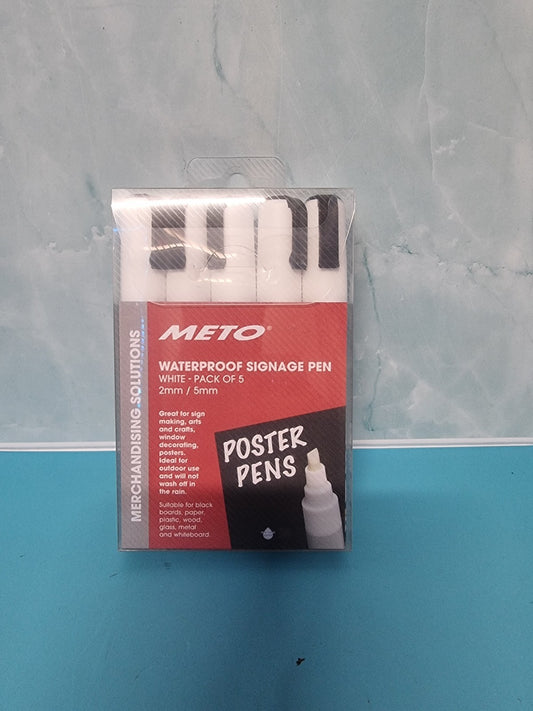 METO®
WATERPROOF SIGNAGE PEN
WHITE - PACK OF 5
2mm / 5mm
MERCHANDISING SOLUTIONS
Great for sign
making, arts
and crafts,
window
decorating,
posters.
Ideal for
outdoor use
and will not
wash off in
the rain.
Suitable for black
boards, paper,
plastic, wood,
glass, metal
and whiteboard.
POSTER
PENS